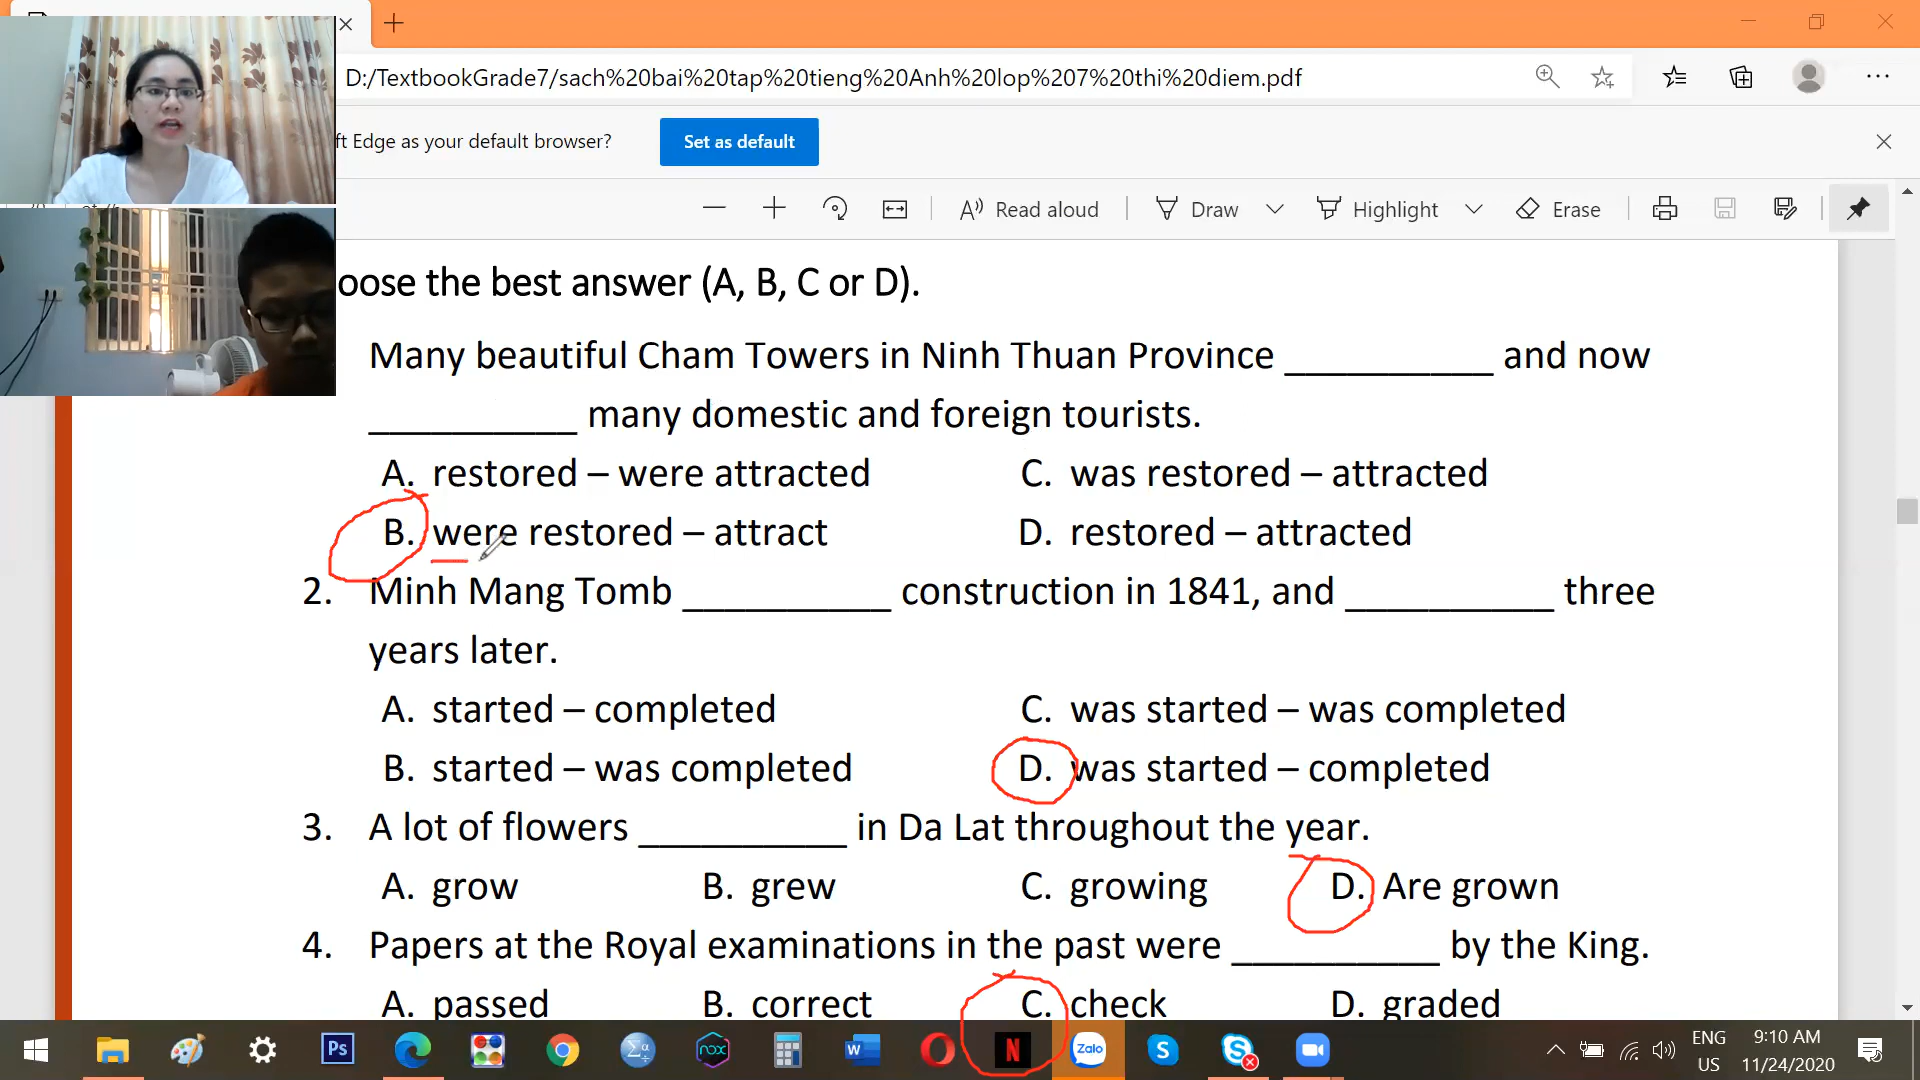 D:/TextbookGrade7/sach%20bai%20tap%20tieng%20Anh%20lop%207%20thi%20diem.pdf
ft Edge as your default browser?
Set as default
Read aloud
Draw
Highlight
Erase
oose the best answer (A, B, C or D).
Many beautiful Cham Towers in Ninh Thuan Province __________ and now
__________ many domestic and foreign tourists.
A. restored – were attracted
C. was restored – attracted
B. were restored – attract
D. restored – attracted
2. Minh Mang Tomb __________ construction in 1841, and __________ three
years later.
A. started – completed
C. was started – was completed
B. started – was completed
D. was started – completed
3. A lot of flowers __________ in Da Lat throughout the year.
A. grow B. grew C. growing D. Are grown
4. Papers at the Royal examinations in the past were __________ by the King.
A. passed B. correct C. check D. graded
Ps
nox
W
N
Zalo
S
S
ENG
US
9:10 AM
11/24/2020